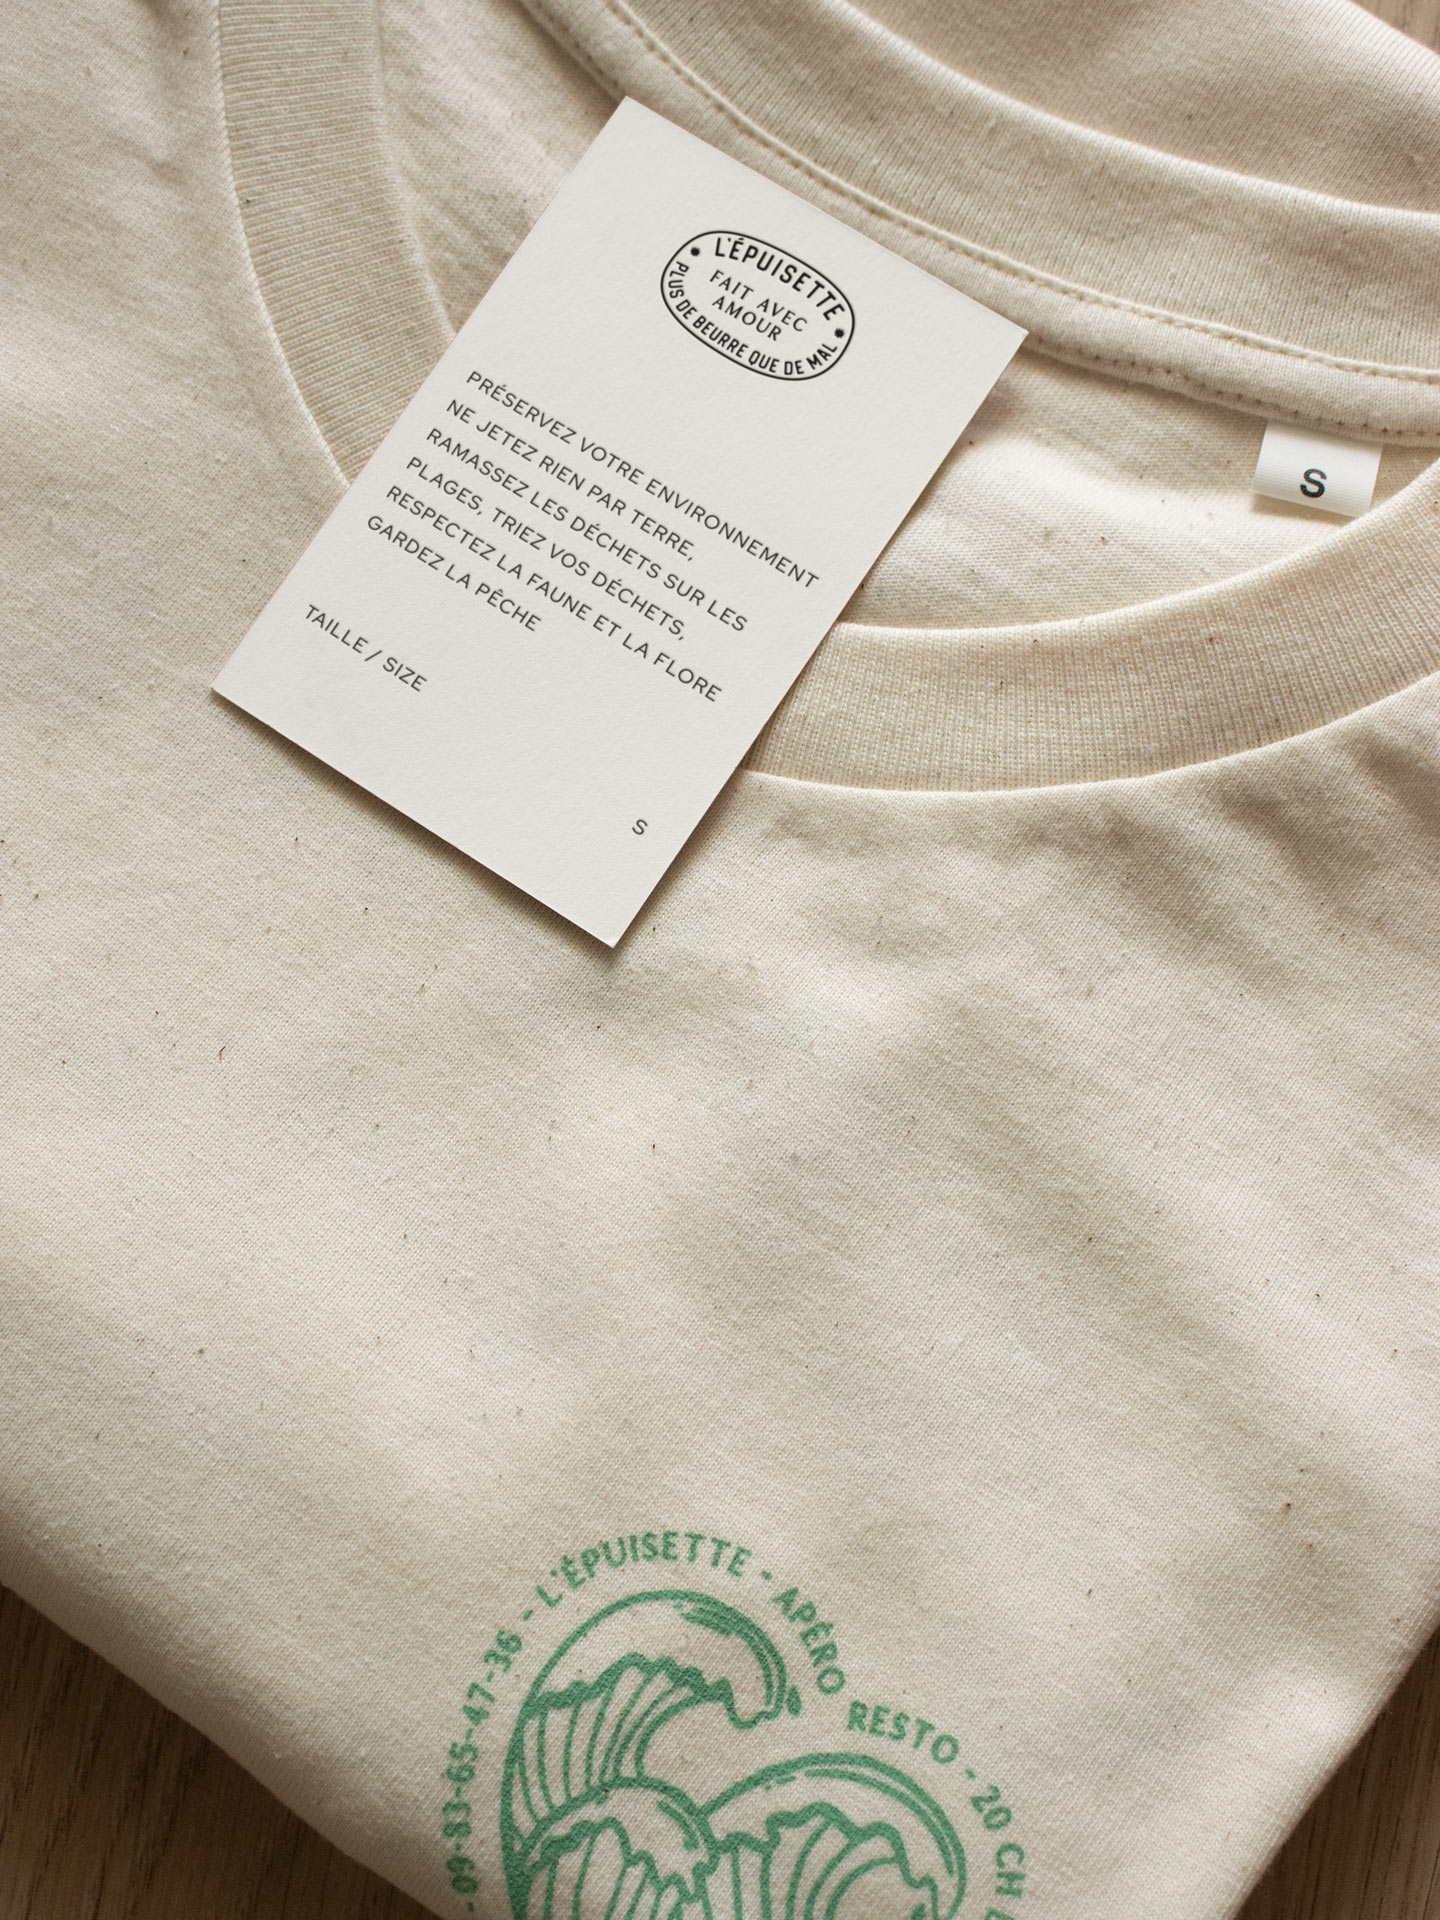 L'ÉPUISETTE
FAIT AVEC
AMOUR
PLUS DE BEURRE QUE DE MAL
PRÉSERVEZ VOTRE ENVIRONNEMENT
NE JETEZ RIEN PAR TERRE,
RAMASSEZ LES DÉCHETS SUR LES
PLAGES, TRIEZ VOS DÉCHETS,
RESPECTEZ LA FAUNE ET LA FLORE
GARDEZ LA PÊCHE
TAILLE / SIZE
S
S
- 09-83-65-47-36 - L'ÉPUISETTE - APÉRO RESTO - 20 CH